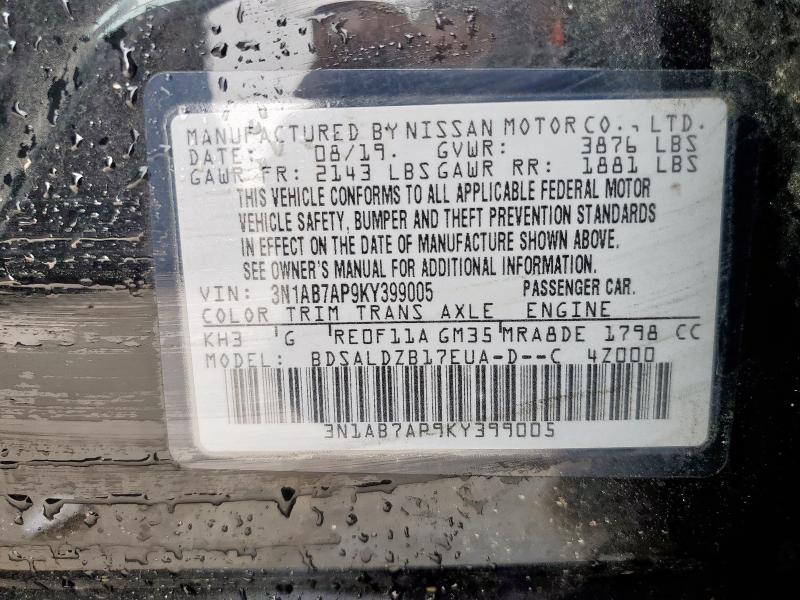 MANUFACTURED BY NISSAN MOTOR CO., LTD.
DATE: 08/19. GVWR: 3876 LBS
GAWR FR: 2143 LBS GAWR RR: 1881 LBS
THIS VEHICLE CONFORMS TO ALL APPLICABLE FEDERAL MOTOR
VEHICLE SAFETY, BUMPER AND THEFT PREVENTION STANDARDS
IN EFFECT ON THE DATE OF MANUFACTURE SHOWN ABOVE.
SEE OWNER'S MANUAL FOR ADDITIONAL INFORMATION.
VIN: 3N1AB7AP9KY399005 PASSENGER CAR.
COLOR TRIM TRANS AXLE ENGINE
KH3 G RE0F11A GM35 MRA8DE 1798 CC
MODEL: BDSALDZB17EUA-D--C 4Z000
3N1AB7AP9KY399005